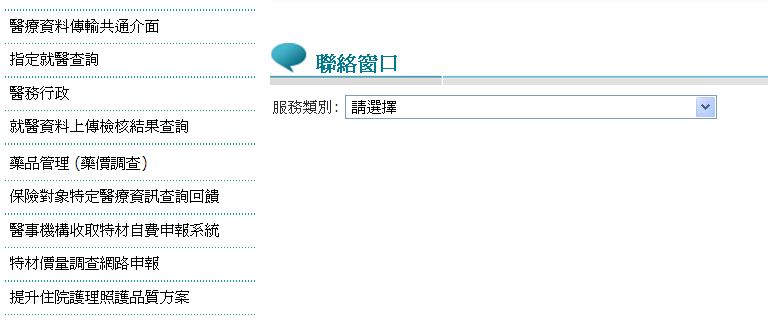 醫療資料傳輸共通介面
指定就醫查詢
醫務行政
就醫資料上傳檢核結果查詢
藥品管理 (藥價調查)
保險對象特定醫療資訊查詢回饋
醫事機構收取特材自費申報系統
特材價量調查網路申報
提升住院護理照護品質方案
聯絡窗口
服務類別: 請選擇